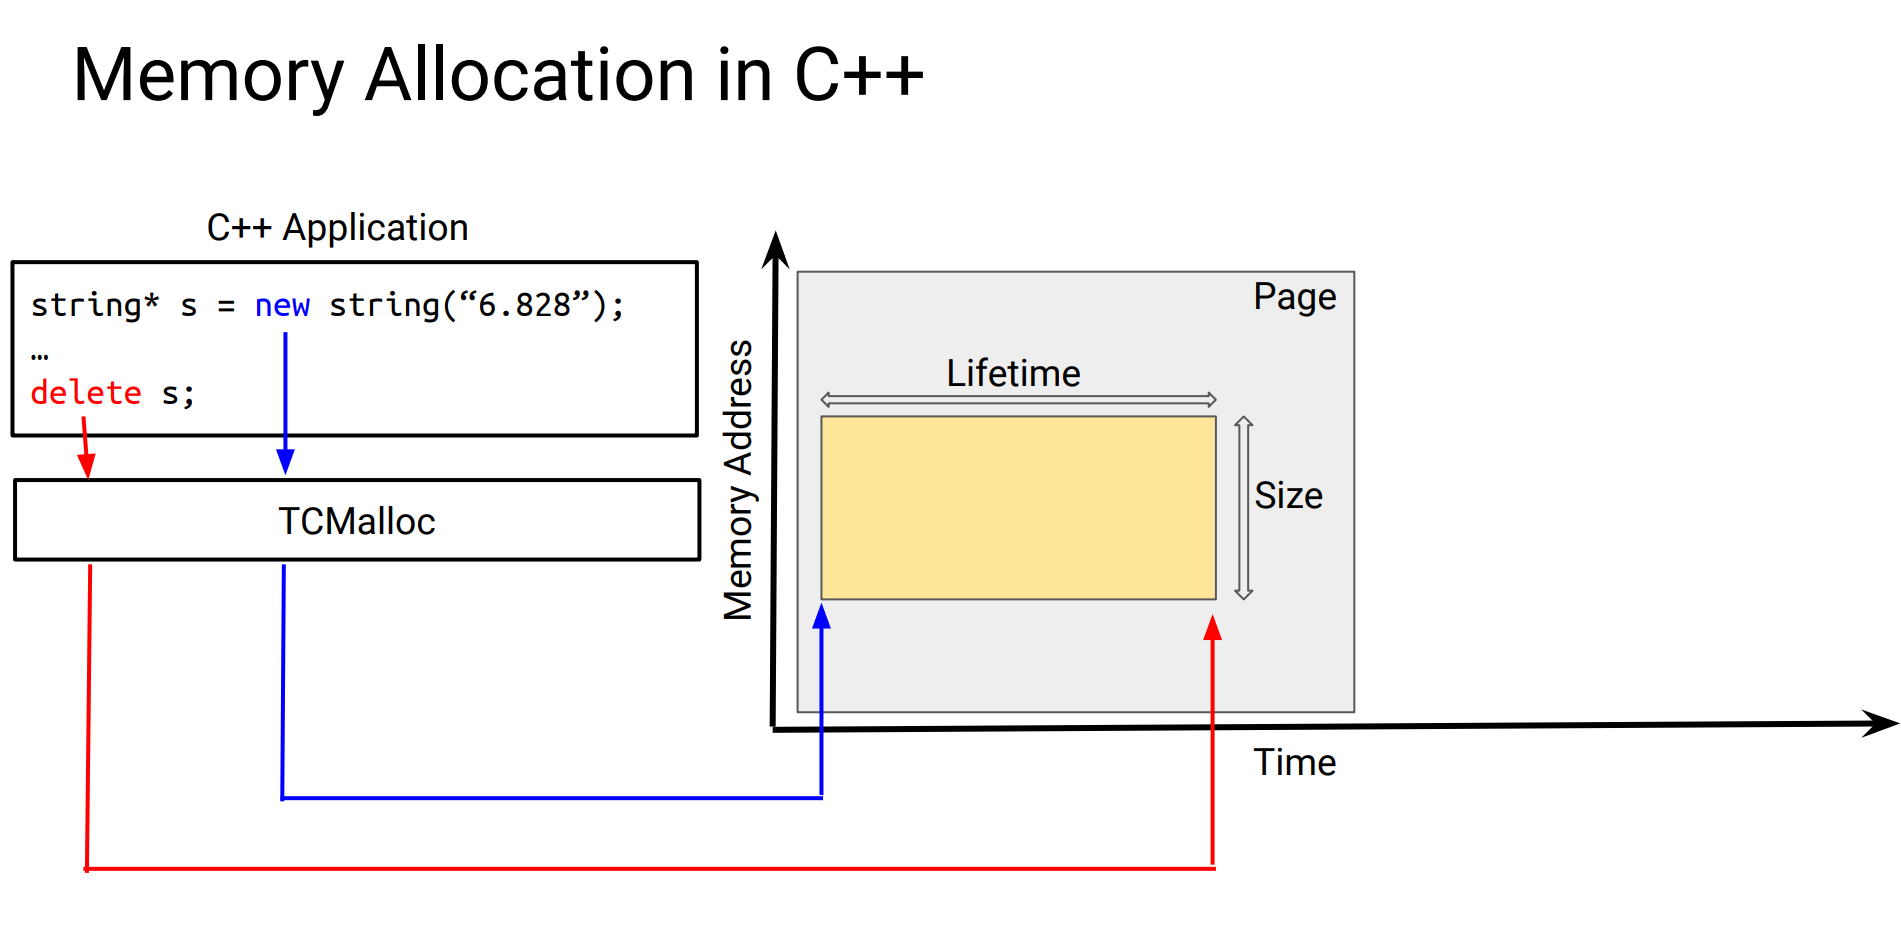 Memory Allocation in C++
C++ Application
string* s = new string(“6.828”);
…
delete s;
TCMalloc
Memory Address
Page
Lifetime
Size
Time